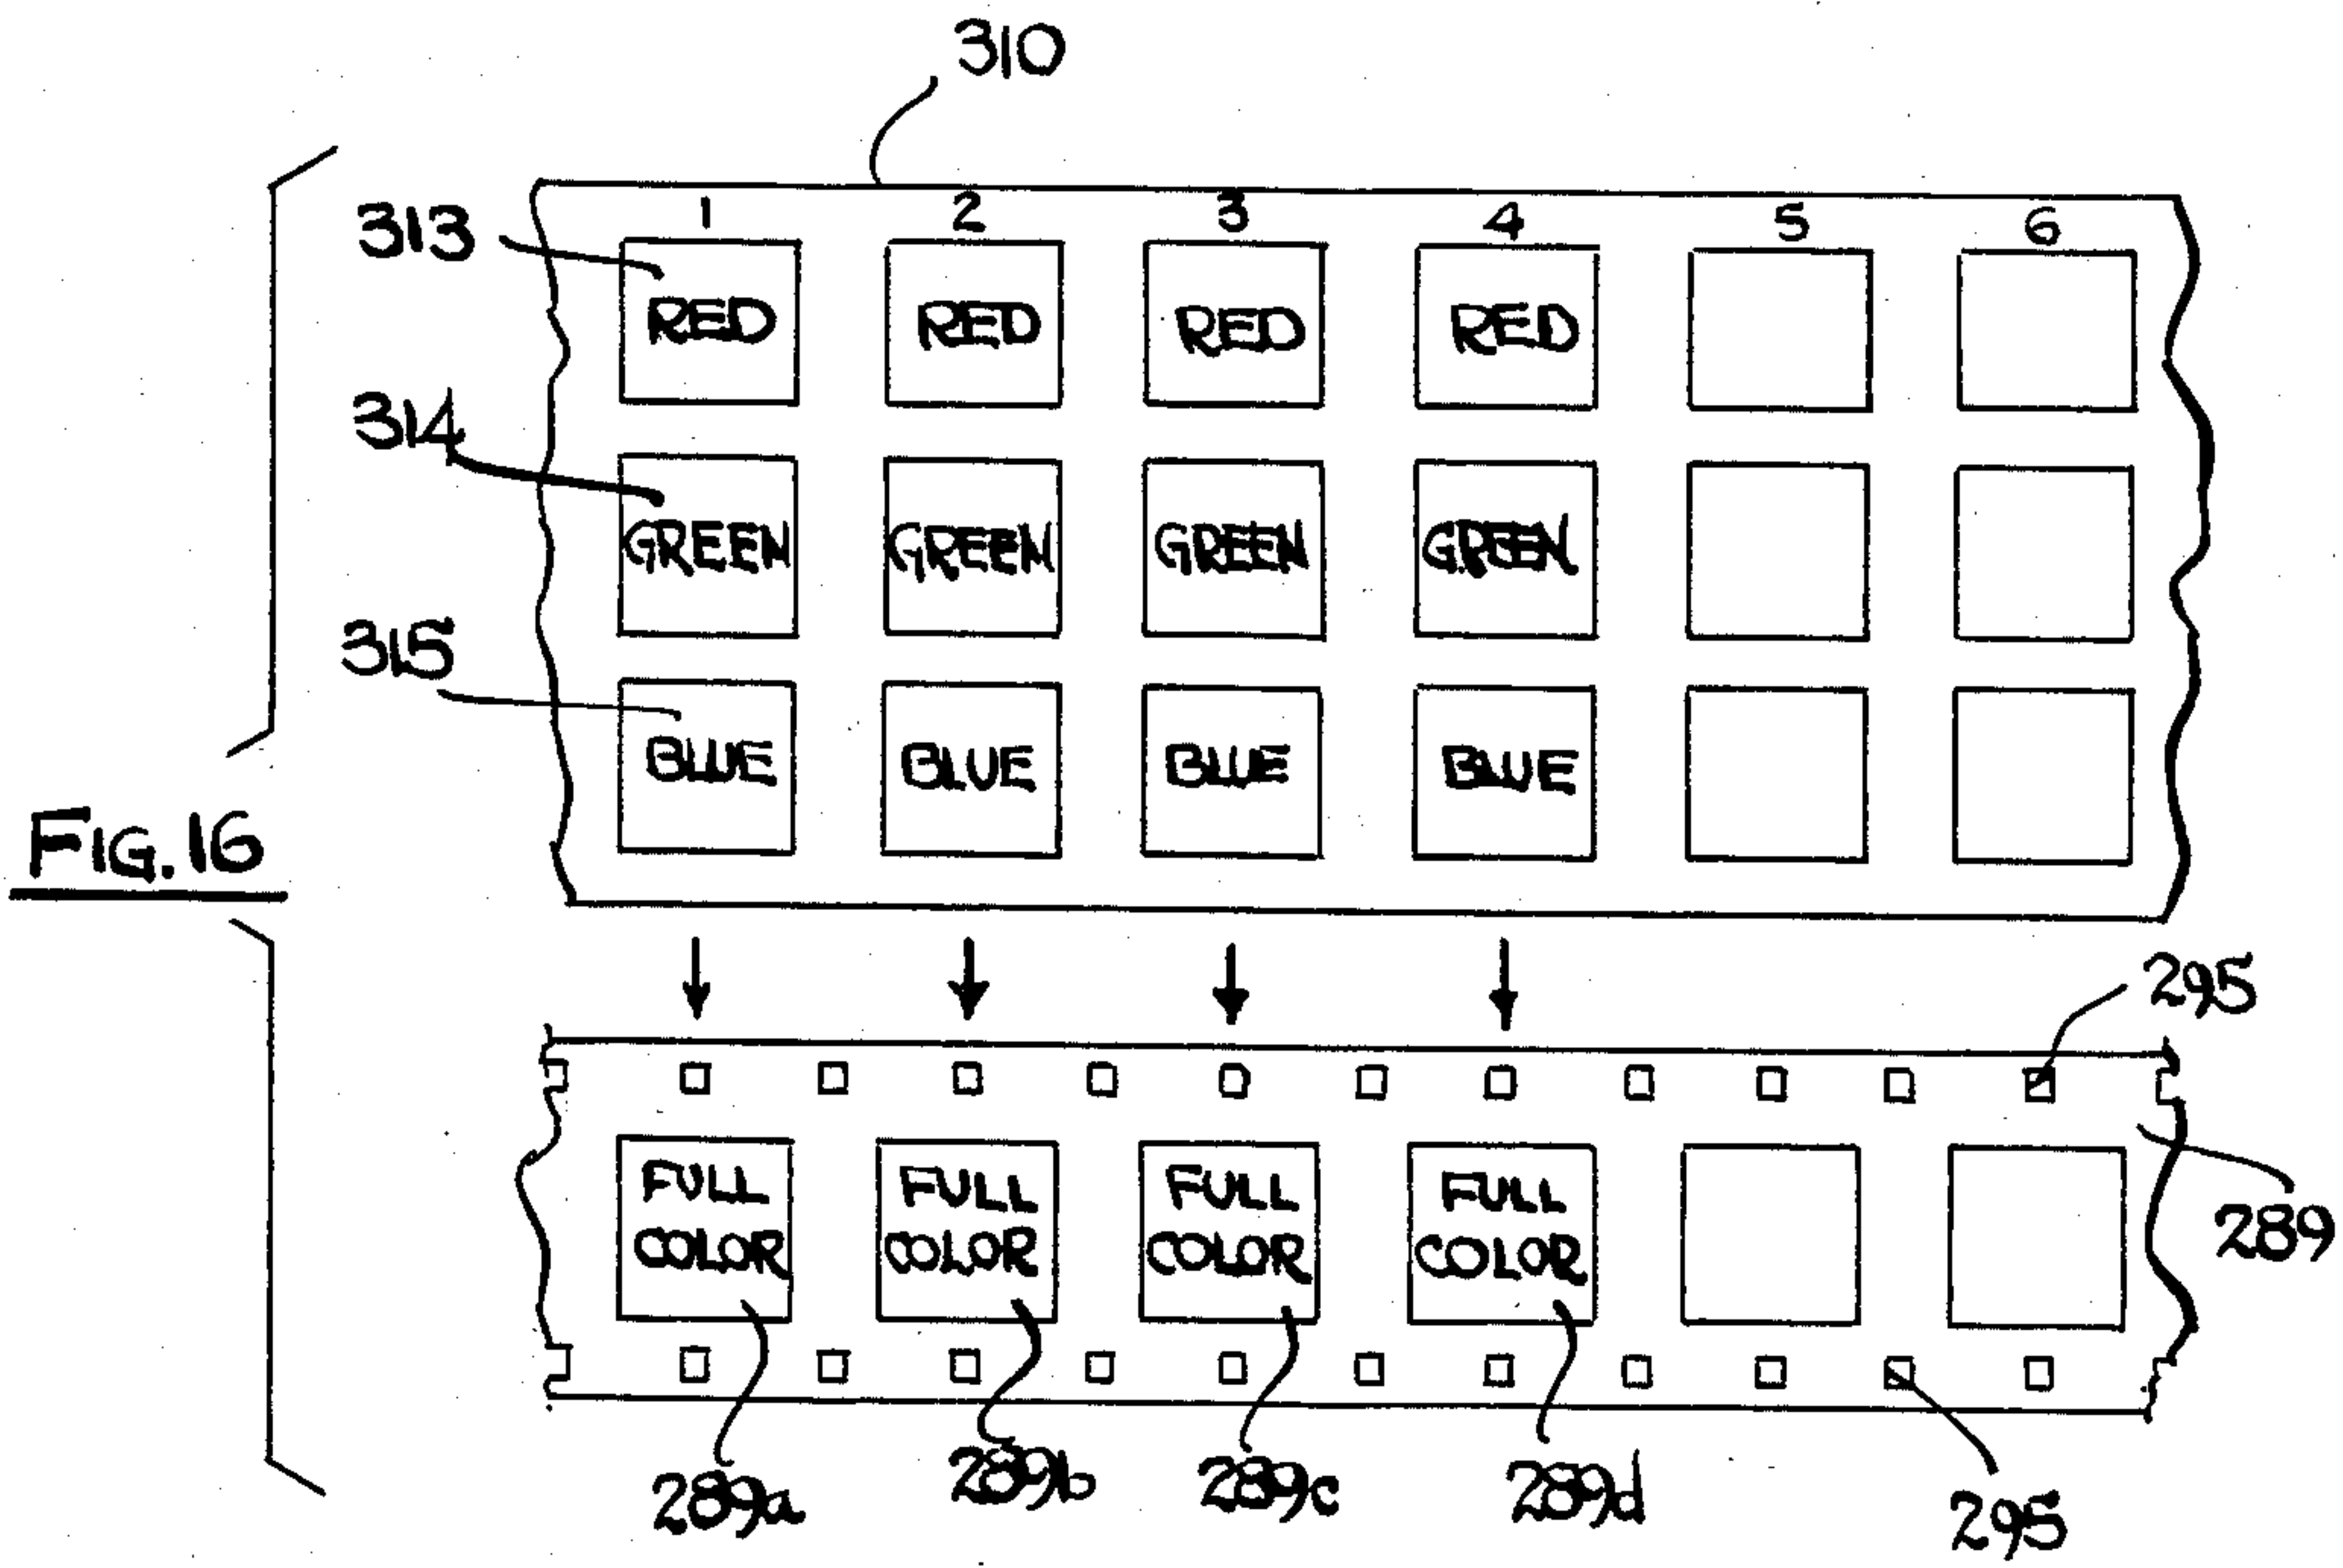 310
1 2 3 4 5 6
313
RED RED RED RED
314
GREEN GREEN GREEN GREEN
315
BLUE BLUE BLUE BLUE
FIG. 16
295
FULL FULL FULL FULL
COLOR COLOR COLOR COLOR
289
289a 289b 289c 289d
295